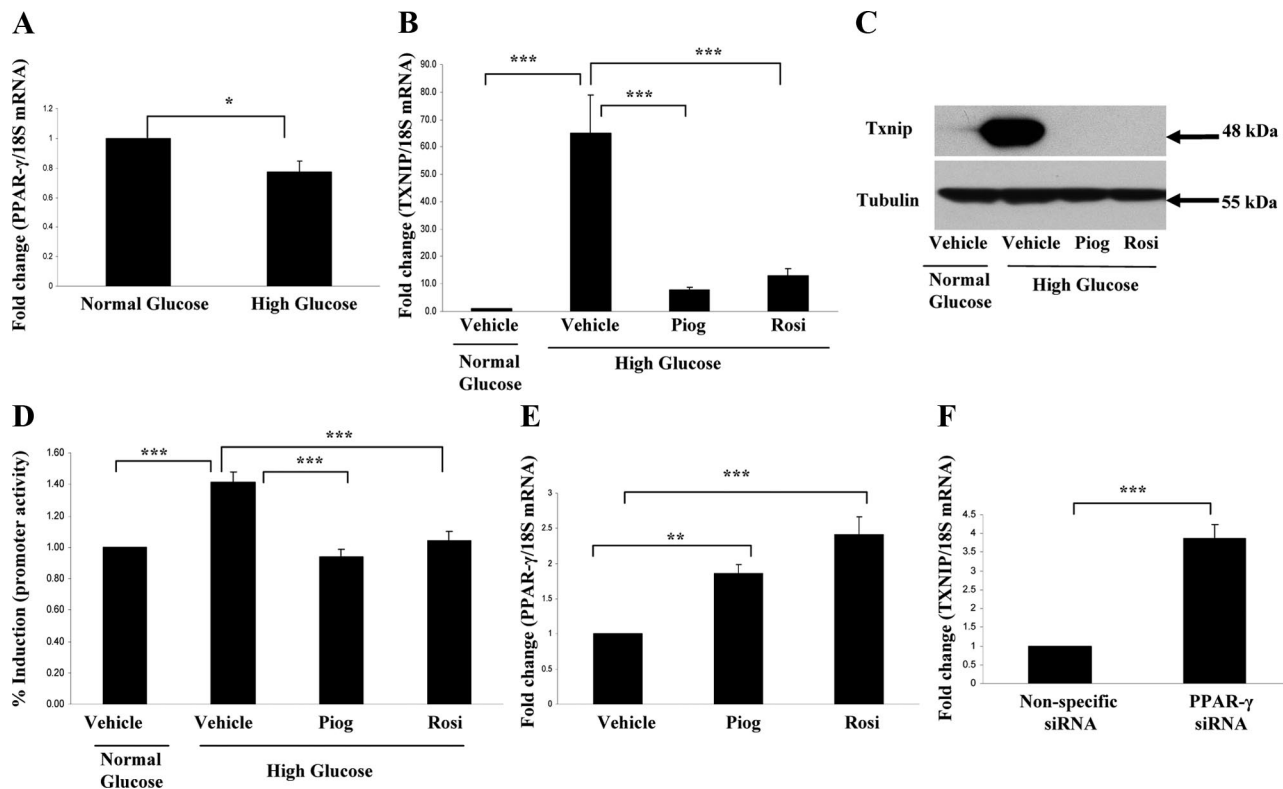 A
Fold change (PPAR-γ/18S mRNA)
1.2
1
0.8
0.6
0.4
0.2
0
*
Normal Glucose
High Glucose
B
Fold change (TXNIP/18S mRNA)
90.0
80.0
70.0
60.0
50.0
40.0
30.0
20.0
10.0
0.0
***
***
***
Vehicle
Vehicle
Piog
Rosi
Normal
Glucose
High Glucose
C
Txnip
48 kDa
Tubulin
55 kDa
Vehicle
Vehicle
Piog
Rosi
Normal
Glucose
High Glucose
D
% Induction (promoter activity)
1.60
1.40
1.20
1.00
0.80
0.60
0.40
0.20
0.00
***
***
***
Vehicle
Vehicle
Piog
Rosi
Normal
Glucose
High Glucose
E
Fold change (PPAR-γ/18S mRNA)
3
2.5
2
1.5
1
0.5
0
**
***
Vehicle
Piog
Rosi
F
Fold change (TXNIP/18S mRNA)
4.5
4
3.5
3
2.5
2
1.5
1
0.5
0
***
Non-specific
siRNA
PPAR-γ
siRNA